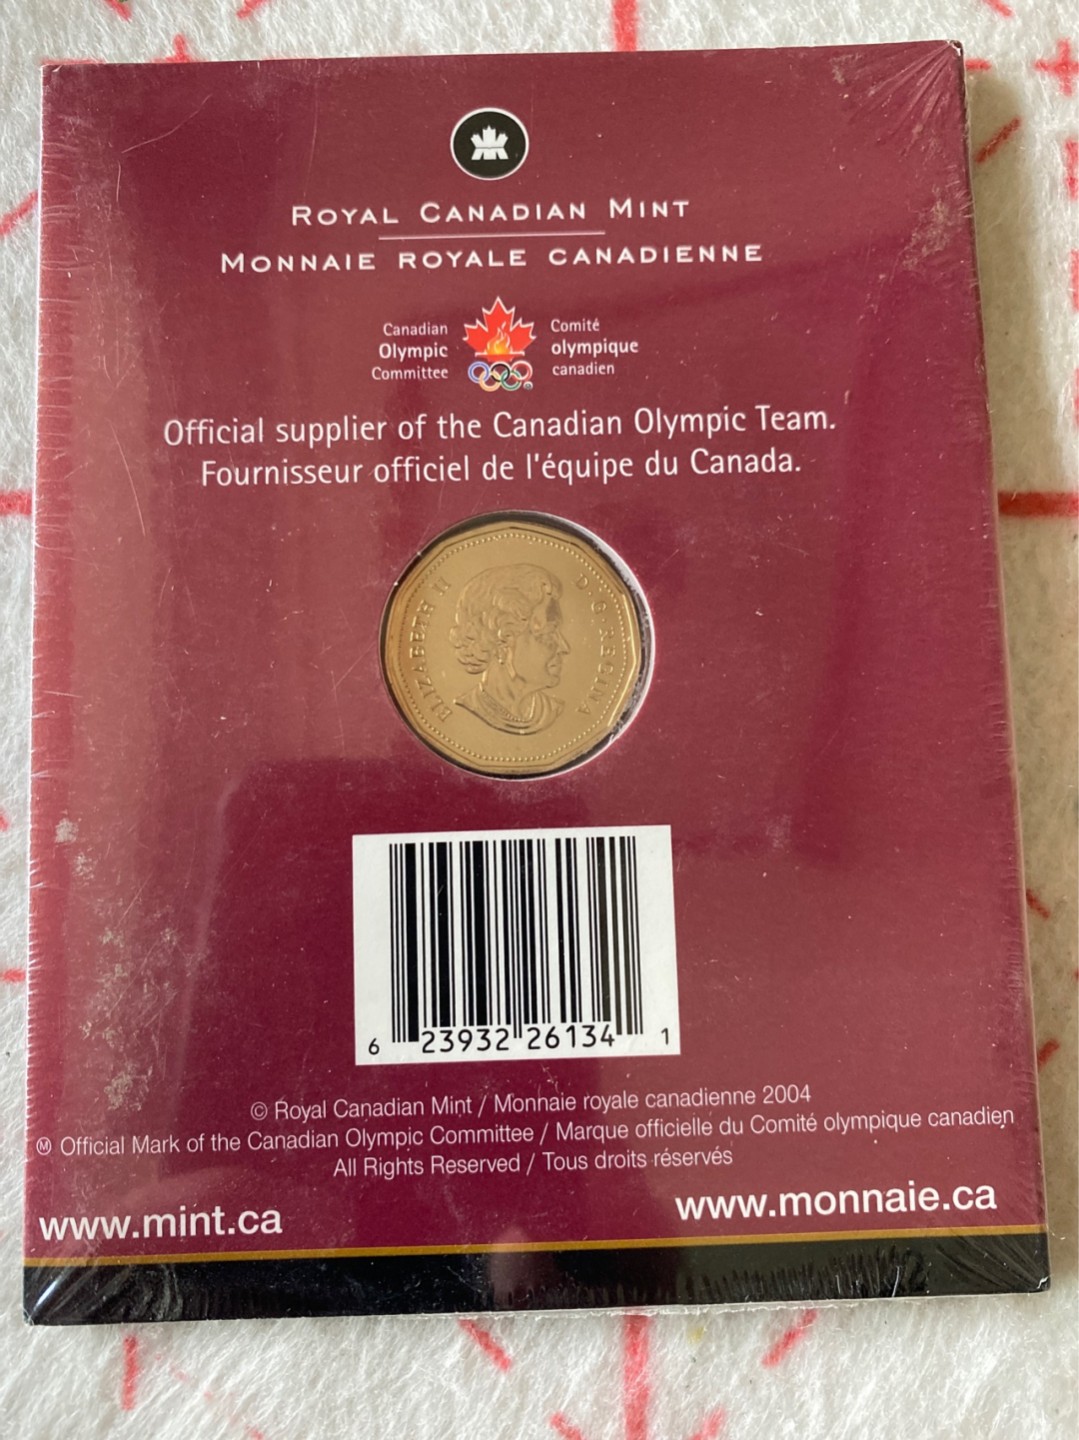 ROYAL CANADIAN MINT
MONNAIE ROYALE CANADIENNE
Canadian
Olympic
Committee
Comité
olympique
canadien
Official supplier of the Canadian Olympic Team.
Fournisseur officiel de l'équipe du Canada.
ELIZABETH II D·G·REGINA
6 23932 26134 1
© Royal Canadian Mint / Monnaie royale canadienne 2004
Ⓜ Official Mark of the Canadian Olympic Committee / Marque officielle du Comité olympique canadien
All Rights Reserved / Tous droits réservés
www.mint.ca
www.monnaie.ca